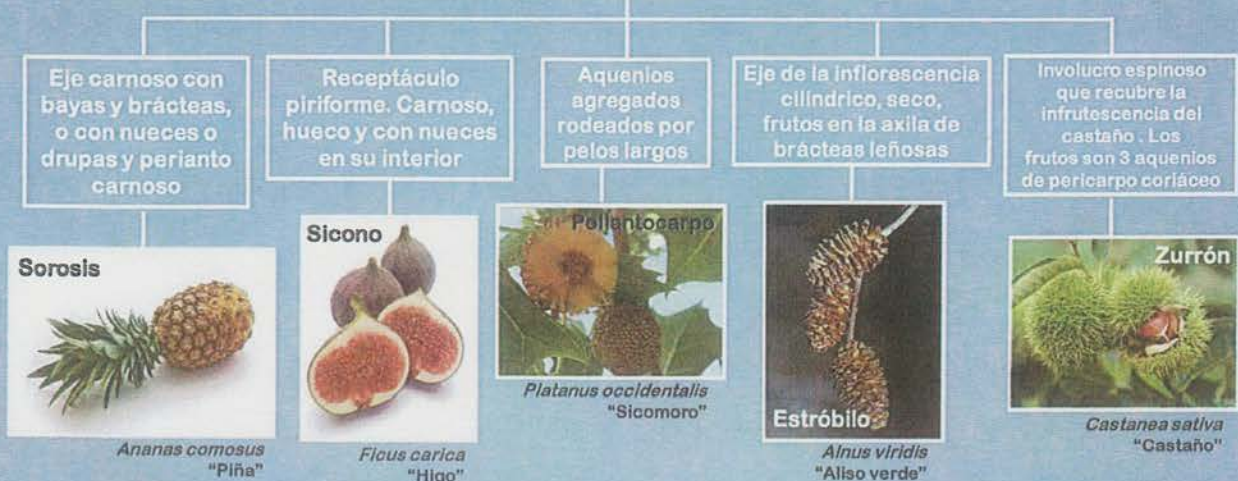 Eje carnoso con
bayas y brácteas,
o con nueces o
drupas y perianto
carnoso
Receptáculo
piriforme. Carnoso,
hueco y con nueces
en su interior
Aquenios
agregados
rodeados por
pelos largos
Eje de la inflorescencia
cilíndrico, seco,
frutos en la axila de
brácteas leñosas
Involucro espinoso
que recubre la
infrutescencia del
castaño . Los
frutos son 3 aquenios
de pericarpo coriáceo
Sorosis
Ananas comosus
"Piña"
Sicono
Ficus carica
"Higo"
Poliantocarpo
Platanus occidentalis
"Sicomoro"
Estróbilo
Alnus viridis
"Aliso verde"
Zurrón
Castanea sativa
"Castaño"